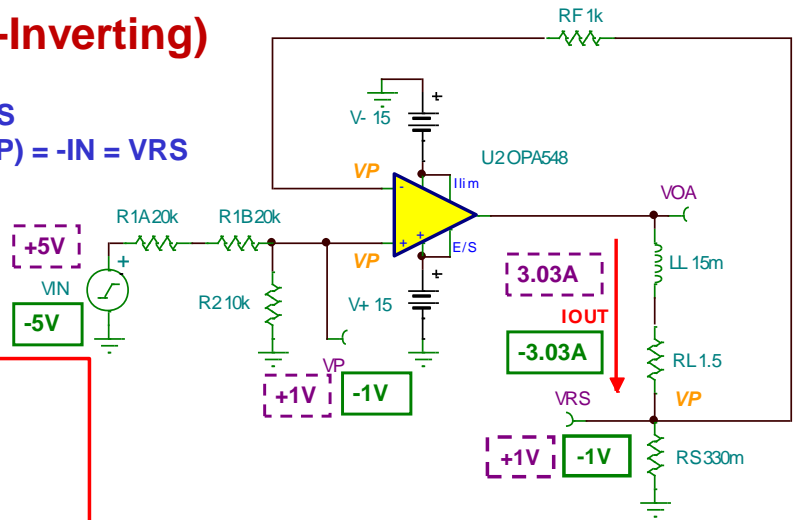 -Inverting)
S
P) = -IN = VRS
RF 1k
V- 15
+
U2 OPA548
VP
Ilim
-
VOA
R1A 20k
R1B 20k
+5V
+
+
+
E/S
VP
+
3.03A
LL 15m
VIN
R2 10k
V+ 15
IOUT
-5V
-3.03A
RL 1.5
VP
VRS
VP
+1V
-1V
+1V
-1V
RS 330m